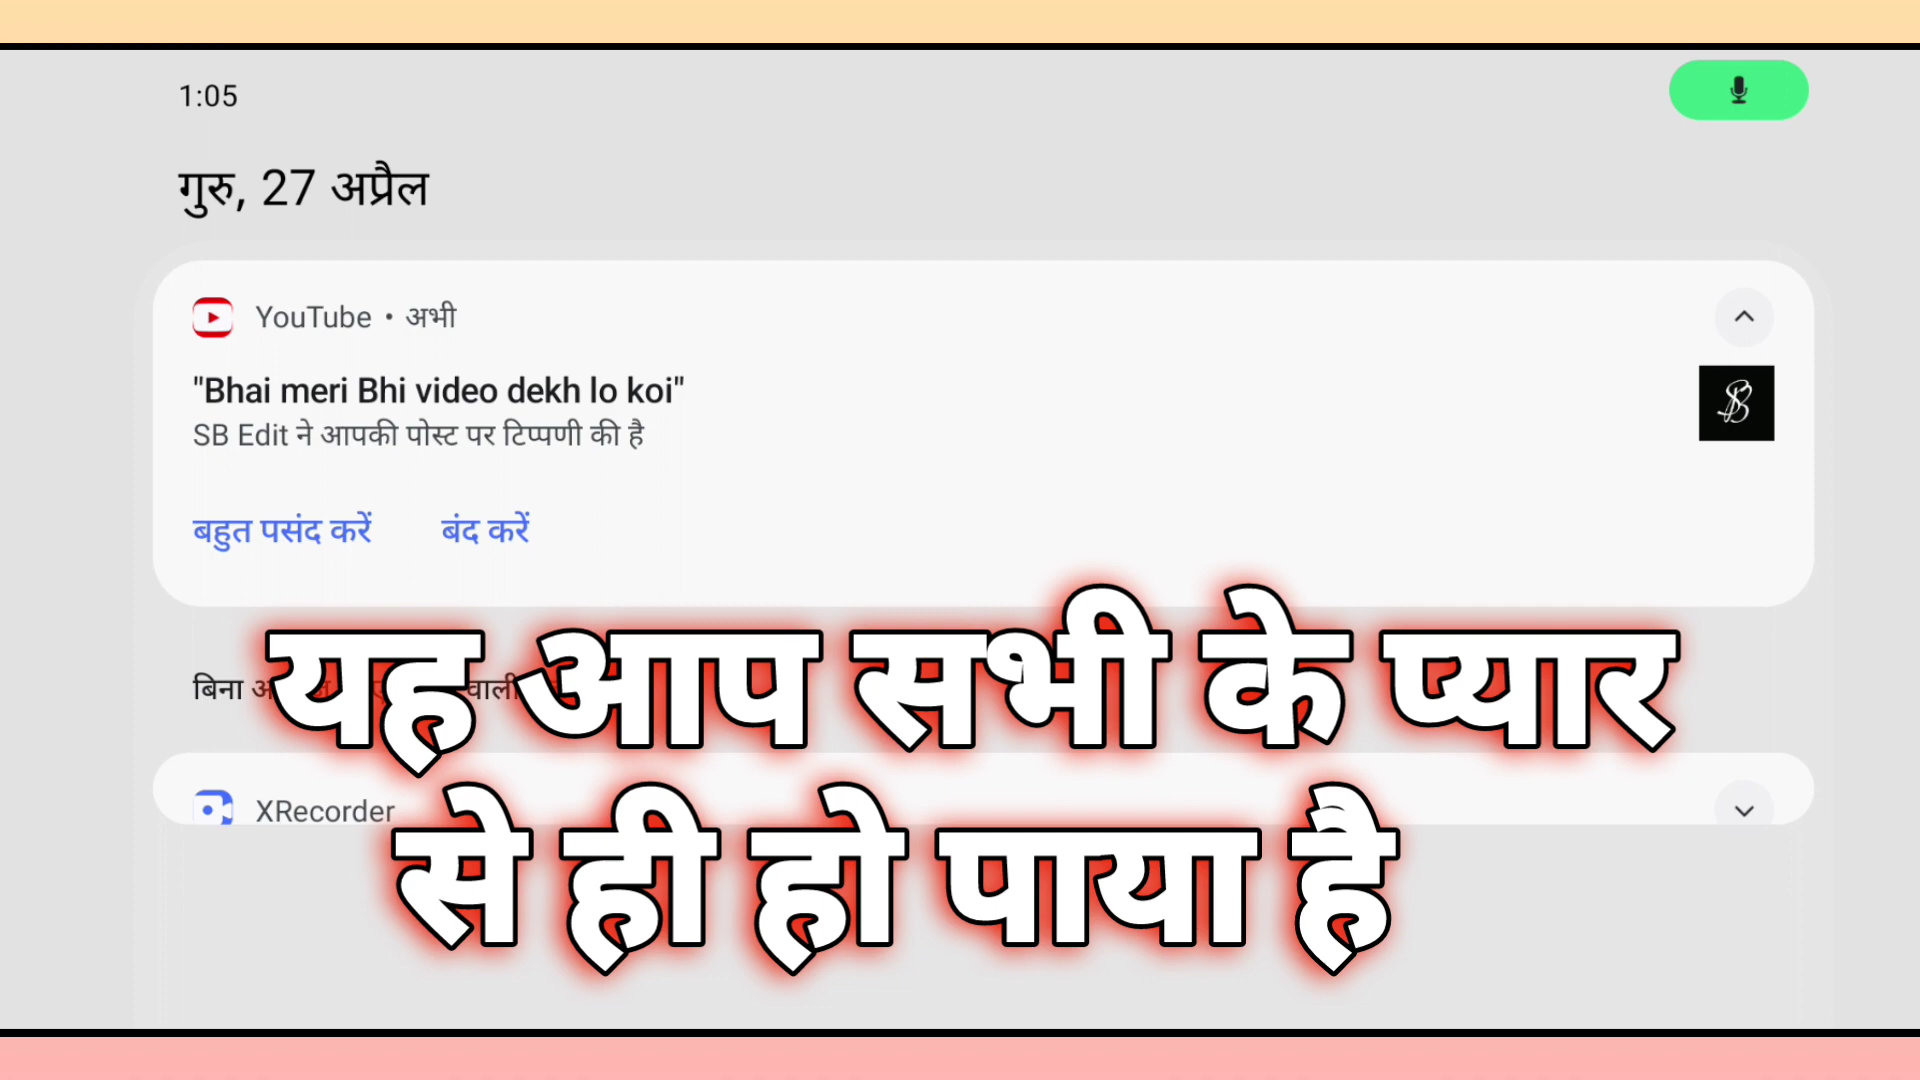 1:05
गुरु, 27 अप्रैल
YouTube • अभी
"Bhai meri Bhi video dekh lo koi"
SB Edit ने आपकी पोस्ट पर टिप्पणी की है
बहुत पसंद करें बंद करें
यह आप सभी के प्यार
बिना वाली
XRecorder
से ही हो पाया है